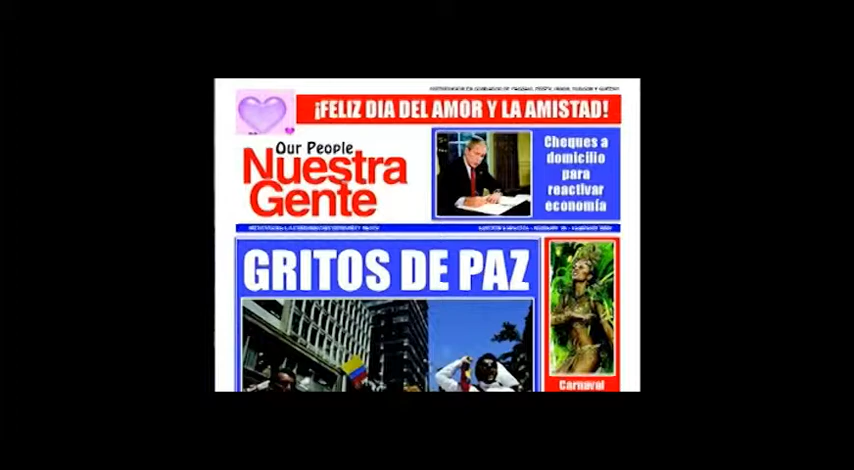 ¡FELIZ DIA DEL AMOR Y LA AMISTAD!
Our People
Nuestra
Gente
Cheques a
domicilio
para
reactivar
economía
GRITOS DE PAZ
Carnaval